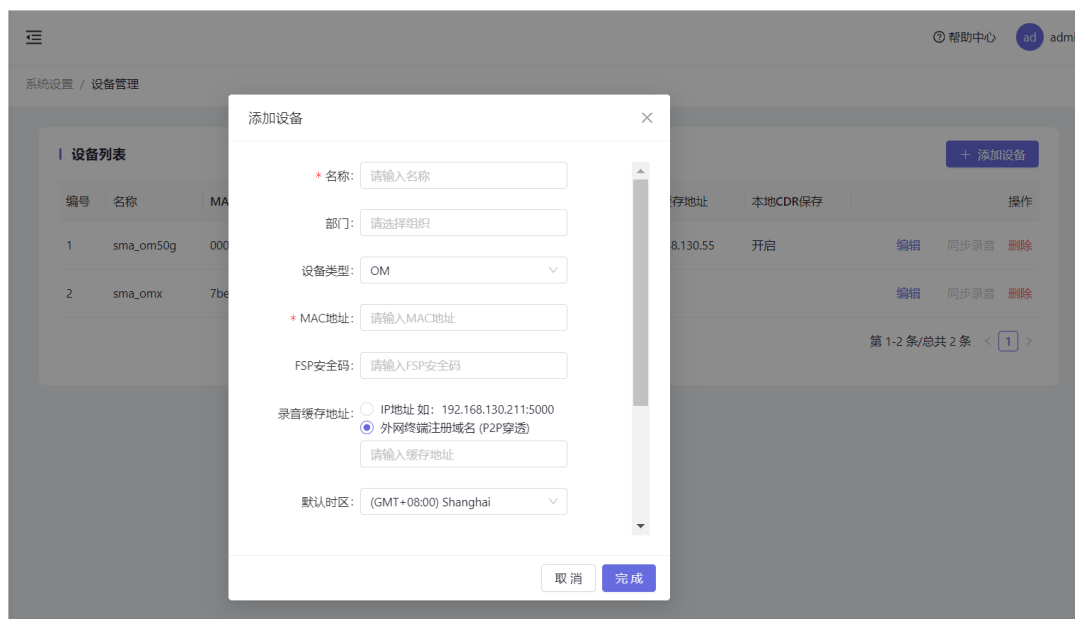 帮助中心 ad admi
系统设置 / 设备管理
添加设备
设备列表
+ 添加设备
编号 名称 MA 存地址 本地CDR保存 操作
1 sma_om50g 000 8.130.55 开启 编辑 同步录音 删除
2 sma_omx 7be 编辑 同步录音 删除
第 1-2 条/总共 2 条 < 1 >
* 名称: 请输入名称
部门: 请选择组织
设备类型: OM
* MAC地址: 请输入MAC地址
FSP安全码: 请输入FSP安全码
录音缓存地址: IP地址 如：192.168.130.211:5000
外网终端注册域名 (P2P穿透)
请输入缓存地址
默认时区: (GMT+08:00) Shanghai
取 消 完 成